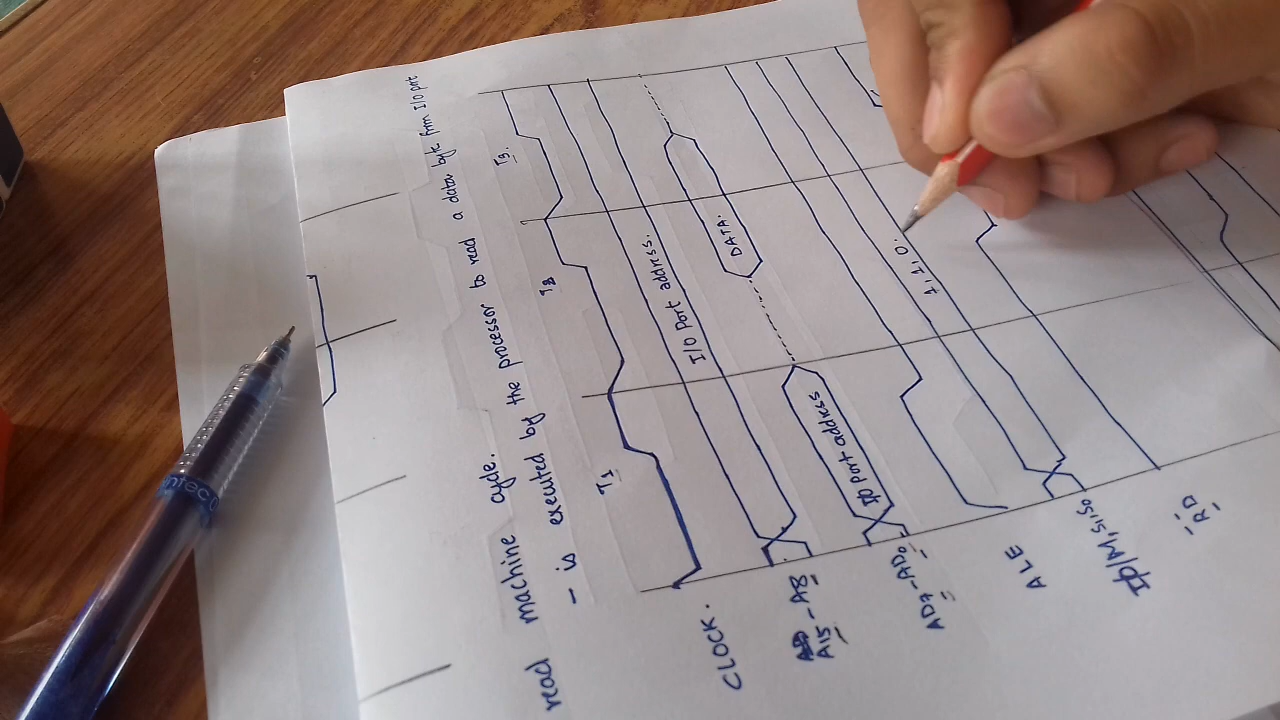 read machine cycle.
- is executed by the processor to read a data byte from I/O port
T1 T2 T3.
CLOCK.
A15 - A8 I/O Port address.
AD7 - AD0 I/O Port address DATA.
ALE
IO/M, S1, S0 1, 1, 0.
RD